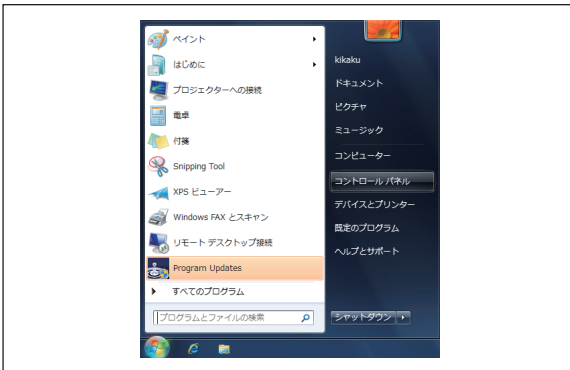 ペイント
はじめに
プロジェクターへの接続
電卓
付箋
Snipping Tool
XPS ビューアー
Windows FAX とスキャン
リモート デスクトップ接続
Program Updates
すべてのプログラム
プログラムとファイルの検索
kikaku
ドキュメント
ピクチャ
ミュージック
コンピューター
コントロール パネル
デバイスとプリンター
既定のプログラム
ヘルプとサポート
シャットダウン